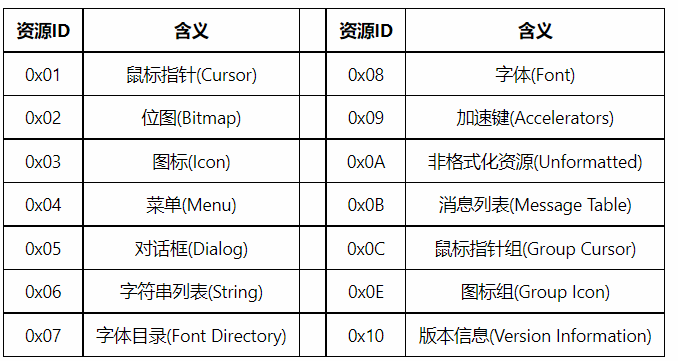 资源ID 含义 资源ID 含义
0x01 鼠标指针(Cursor) 0x08 字体(Font)
0x02 位图(Bitmap) 0x09 加速键(Accelerators)
0x03 图标(Icon) 0x0A 非格式化资源(Unformatted)
0x04 菜单(Menu) 0x0B 消息列表(Message Table)
0x05 对话框(Dialog) 0x0C 鼠标指针组(Group Cursor)
0x06 字符串列表(String) 0x0E 图标组(Group Icon)
0x07 字体目录(Font Directory) 0x10 版本信息(Version Information)